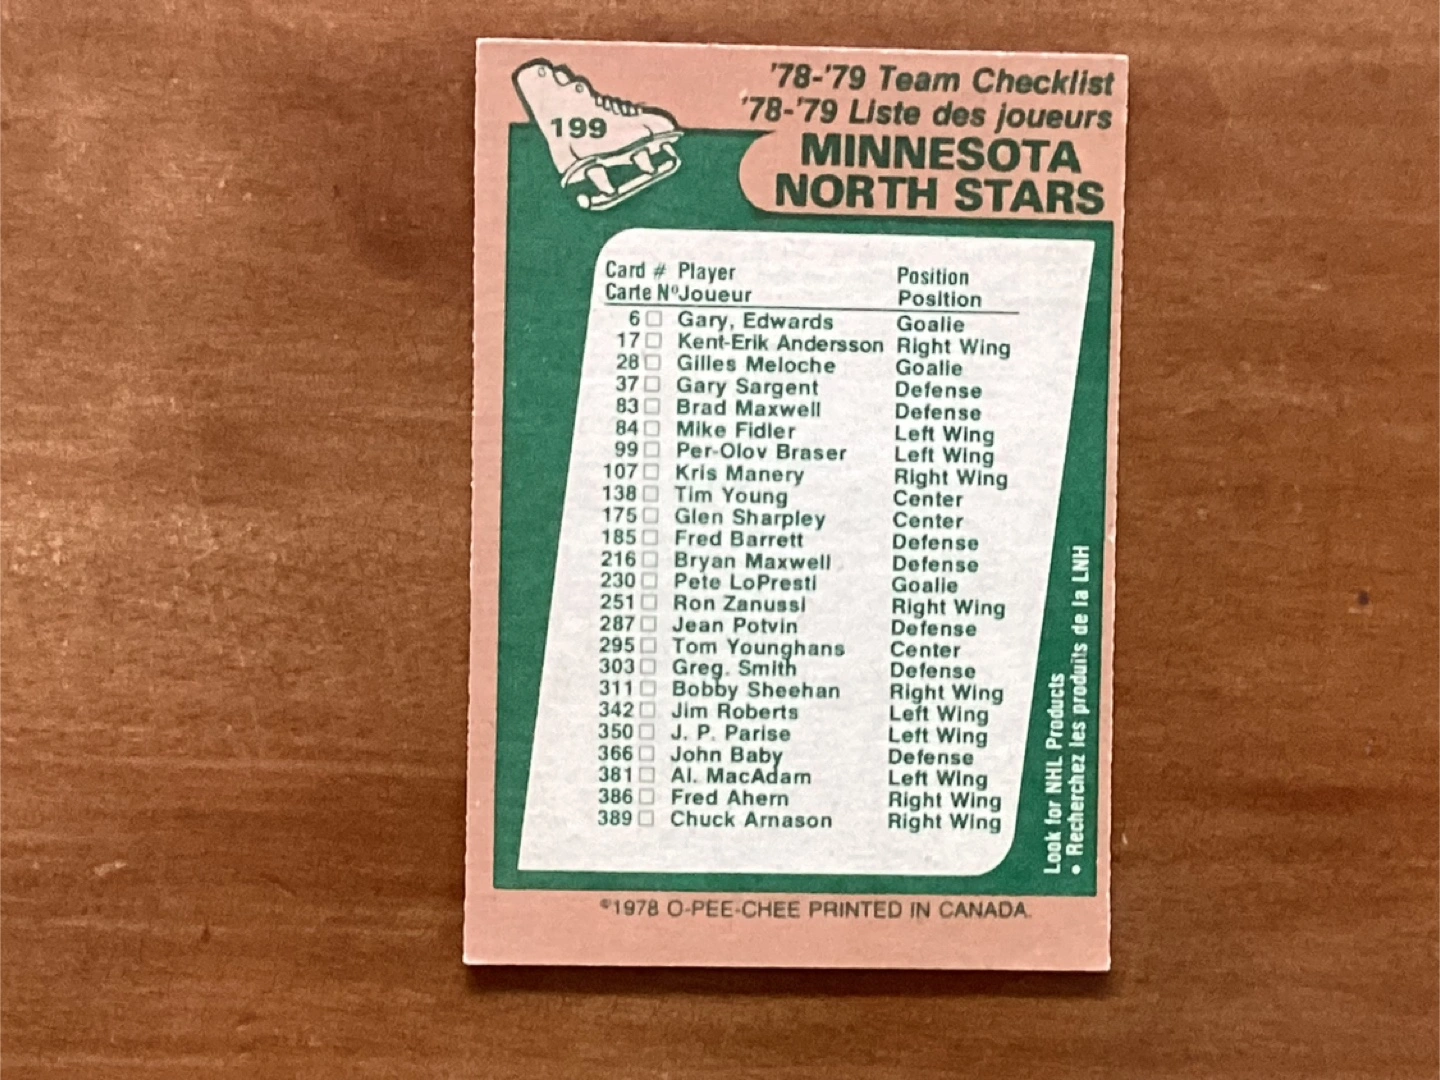 199
'78-'79 Team Checklist
'78-'79 Liste des joueurs
MINNESOTA
NORTH STARS
Card # Player Position
Carte Nº Joueur Position
6 □ Gary, Edwards Goalie
17 □ Kent-Erik Andersson Right Wing
28 □ Gilles Meloche Goalie
37 □ Gary Sargent Defense
83 □ Brad Maxwell Defense
84 □ Mike Fidler Left Wing
99 □ Per-Olov Braser Left Wing
107 □ Kris Manery Right Wing
138 □ Tim Young Center
175 □ Glen Sharpley Center
185 □ Fred Barrett Defense
216 □ Bryan Maxwell Defense
230 □ Pete LoPresti Goalie
251 □ Ron Zanussi Right Wing
287 □ Jean Potvin Defense
295 □ Tom Younghans Center
303 □ Greg. Smith Defense
311 □ Bobby Sheehan Right Wing
342 □ Jim Roberts Left Wing
350 □ J. P. Parise Left Wing
366 □ John Baby Defense
381 □ Al. MacAdam Left Wing
386 □ Fred Ahern Right Wing
389 □ Chuck Arnason Right Wing
Look for NHL Products
• Recherchez les produits de la LNH
©1978 O-PEE-CHEE PRINTED IN CANADA.